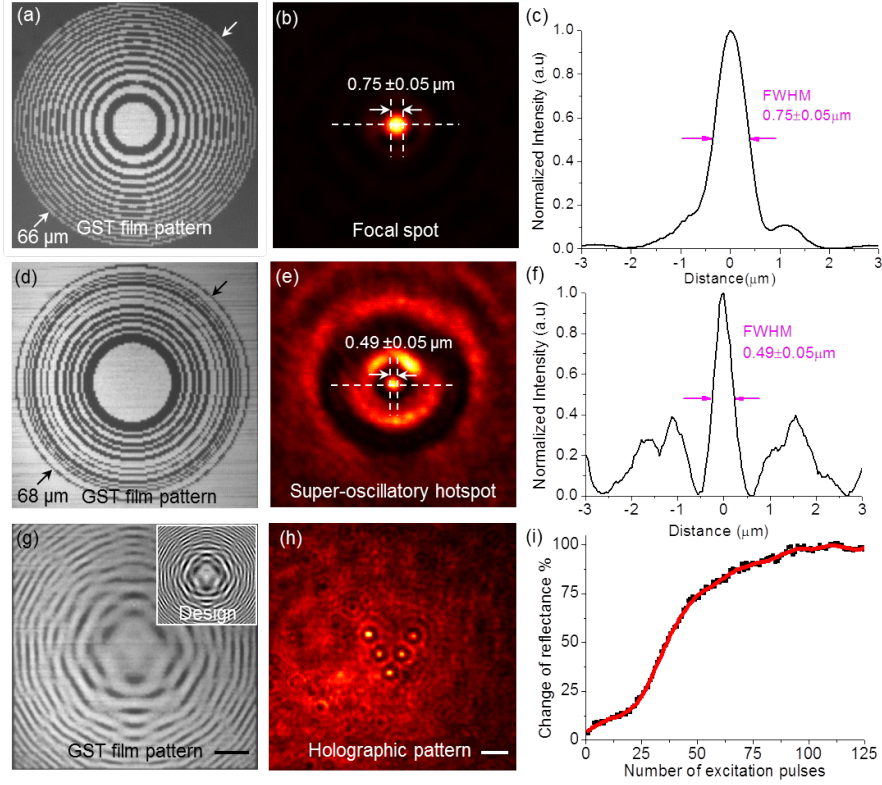 (a)
66 µm
GST film pattern
(b)
0.75 ±0.05 µm
Focal spot
(c)
Normalized Intensity (a.u)
1.0
0.8
0.6
0.4
0.2
0.0
FWHM
0.75±0.05µm
-3 -2 -1 0 1 2 3
Distance(µm)
(d)
68 µm
GST film pattern
(e)
0.49 ±0.05 µm
Super-oscillatory hotspot
(f)
Normalized Intensity (a.u)
1.0
0.8
0.6
0.4
0.2
0.0
FWHM
0.49±0.05µm
-3 -2 -1 0 1 2 3
Distance (µm)
(g)
Design
GST film pattern
(h)
Holographic pattern
(i)
Change of reflectance %
100
75
50
25
0
0 25 50 75 100 125
Number of excitation pulses